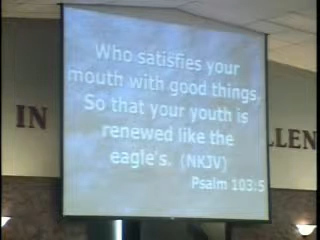 Who satisfies your
mouth with good things,
So that your youth is
renewed like the
eagle's. (NKJV)
Psalm 103:5
IN
LLEN